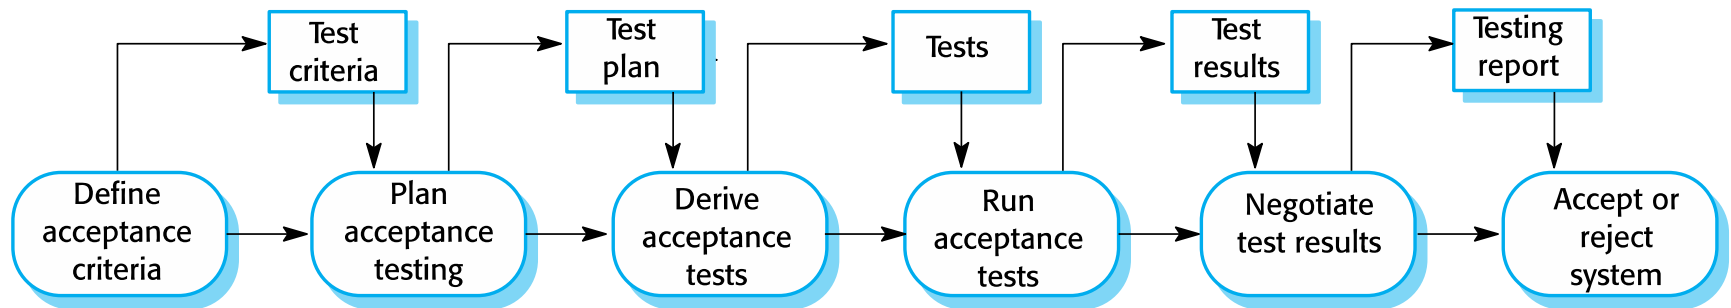 Test
criteria
Test
plan
Tests
Test
results
Testing
report
Define
acceptance
criteria
Plan
acceptance
testing
Derive
acceptance
tests
Run
acceptance
tests
Negotiate
test results
Accept or
reject
system